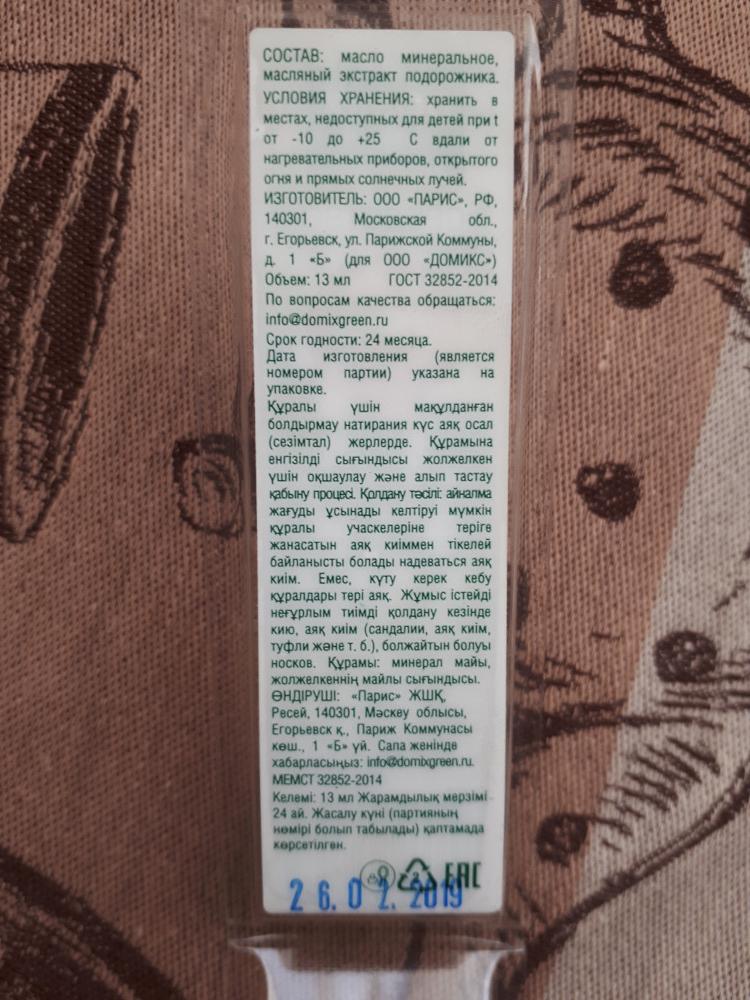 СОСТАВ: масло минеральное,
масляный экстракт подорожника.
УСЛОВИЯ ХРАНЕНИЯ: хранить в
местах, недоступных для детей при t
от -10 до +25 С вдали от
нагревательных приборов, открытого
огня и прямых солнечных лучей.
ИЗГОТОВИТЕЛЬ: ООО «ПАРИС», РФ,
140301, Московская обл.,
г. Егорьевск, ул. Парижской Коммуны,
д. 1 «Б» (для ООО «ДОМИКС»)
Объем: 13 мл ГОСТ 32852-2014
По вопросам качества обращаться:
info@domixgreen.ru
Срок годности: 24 месяца.
Дата изготовления (является
номером партии) указана на
упаковке.
Құралы үшін мақұлданған
болдырмау натирания күс аяқ осал
(сезімтал) жерлерде. Құрамына
енгізілді сығындысы жолжелкен
үшін оқшаулау және алып тастау
қабыну процесі. Қолдану тәсілі: айналма
жағуды ұсынады келтіруі мүмкін
құралы учаскелеріне теріге
жанасатын аяқ киіммен тікелей
байланысты болады надеваться аяқ
киім. Емес, күту керек кебу
құралдары тері аяқ. Жұмыс істейді
неғұрлым тиімді қолдану кезінде
кию, аяқ киім (сандалии, аяқ киім,
туфли және т. б.), болжайтын болуы
носков. Құрамы: минерал майы,
жолжелкеннің майлы сығындысы.
ӨНДІРУШІ: «Парис» ЖШҚ,
Ресей, 140301, Мәскеу облысы,
Егорьевск қ., Париж Коммунасы
көш., 1 «Б» үй. Сапа жөнінде
хабарласыңыз: info@domixgreen.ru.
МЕМСТ 32852-2014
Көлемі: 13 мл Жарамдылық мерзімі
24 ай. Жасалу күні (партияның
нөмірі болып табылады) қаптамада
көрсетілген.
EAC
26.02.2019